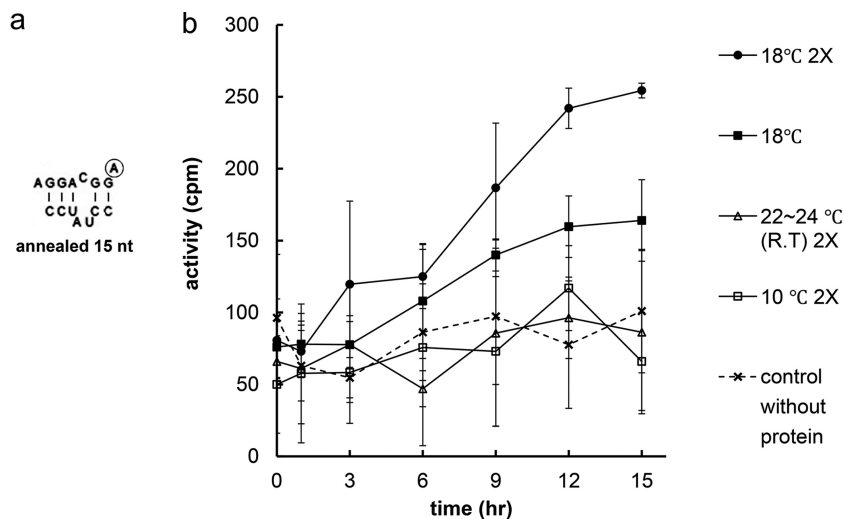 a
b
A
AGGACGG
CCUAUCC
annealed 15 nt
activity (cpm)
300
250
200
150
100
50
0
0
1
3
6
9
12
15
time (hr)
18℃ 2X
18℃
22~24 ℃
(R.T) 2X
10 ℃ 2X
control
without
protein